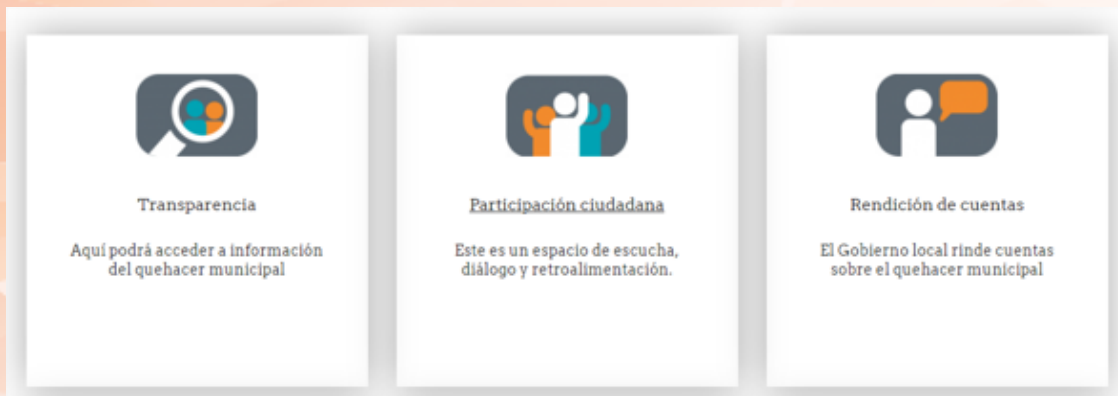 Transparencia
Aquí podrá acceder a información
del quehacer municipal
Participación ciudadana
Este es un espacio de escucha,
diálogo y retroalimentación.
Rendición de cuentas
El Gobierno local rinde cuentas
sobre el quehacer municipal